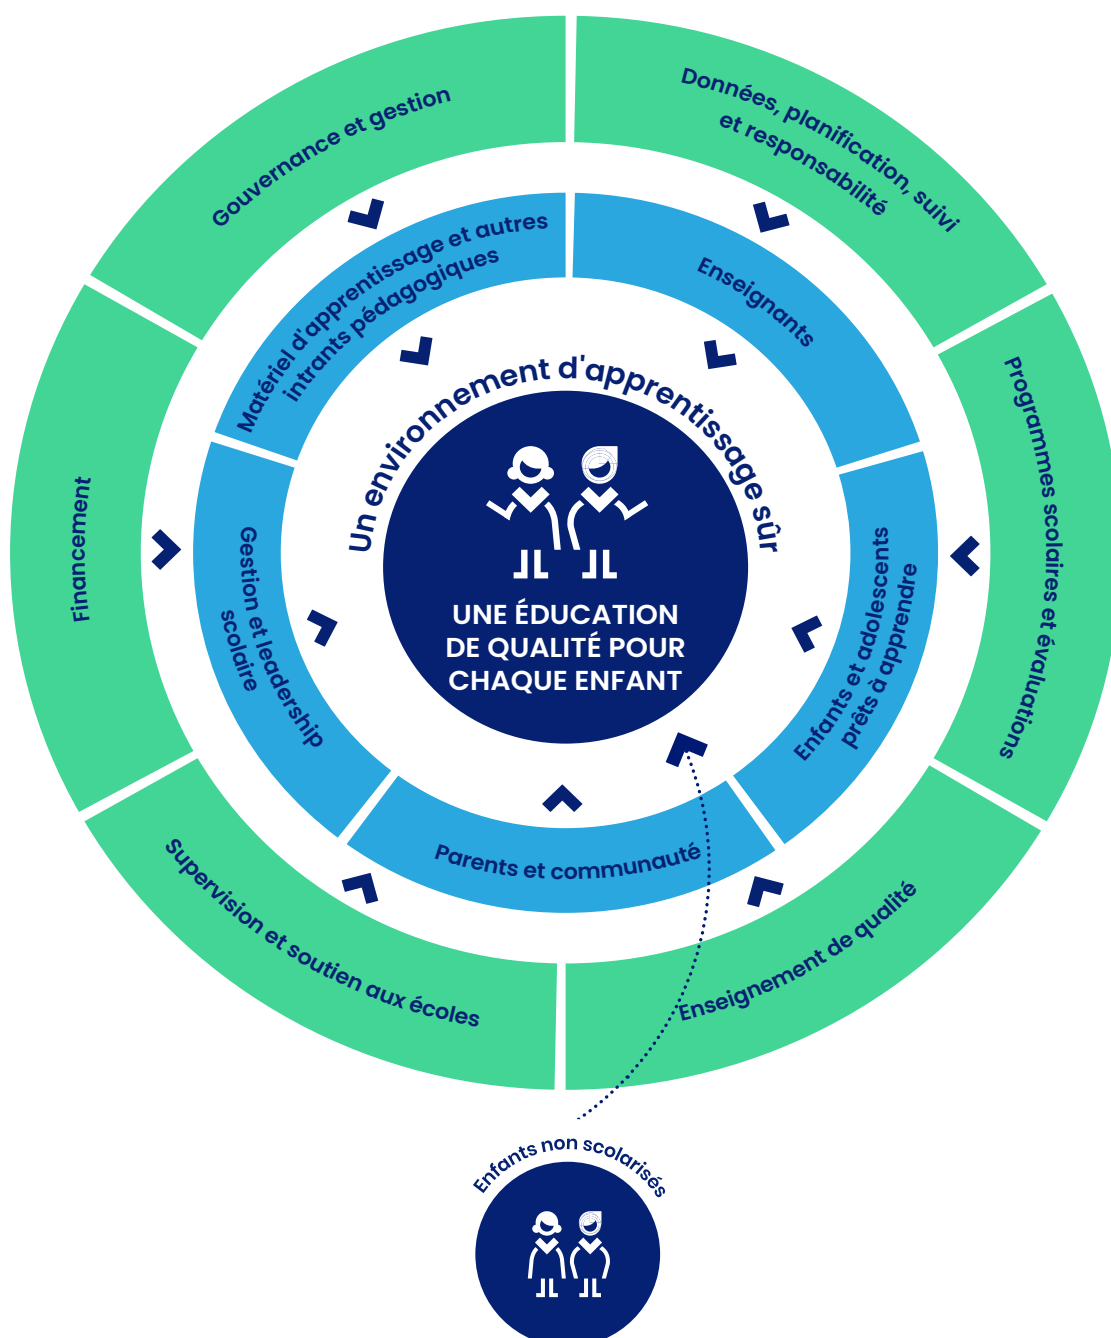 Gouvernance et gestion
Données, planification, suivi
et responsabilité
Programmes scolaires et évaluations
Enseignement de qualité
Supervision et soutien aux écoles
Financement
Matériel d'apprentissage et autres
intrants pédagogiques
Enseignants
Enfants et adolescents
prêts à apprendre
Parents et communauté
Gestion et leadership
scolaire
Un environnement d'apprentissage sûr
UNE ÉDUCATION
DE QUALITÉ POUR
CHAQUE ENFANT
Enfants non scolarisés